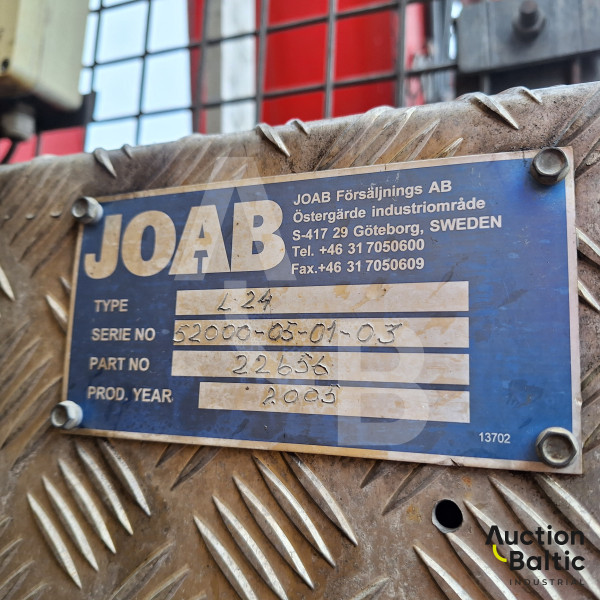 JOAB
JOAB Försäljnings AB
Östergärde industriområde
S-417 29 Göteborg, SWEDEN
Tel. +46 31 7050600
Fax.+46 31 7050609
TYPE L 24
SERIE NO 52000-05-01-03
PART NO 22656
PROD. YEAR 2005
13702
AB
Auction
Baltic
INDUSTRIAL